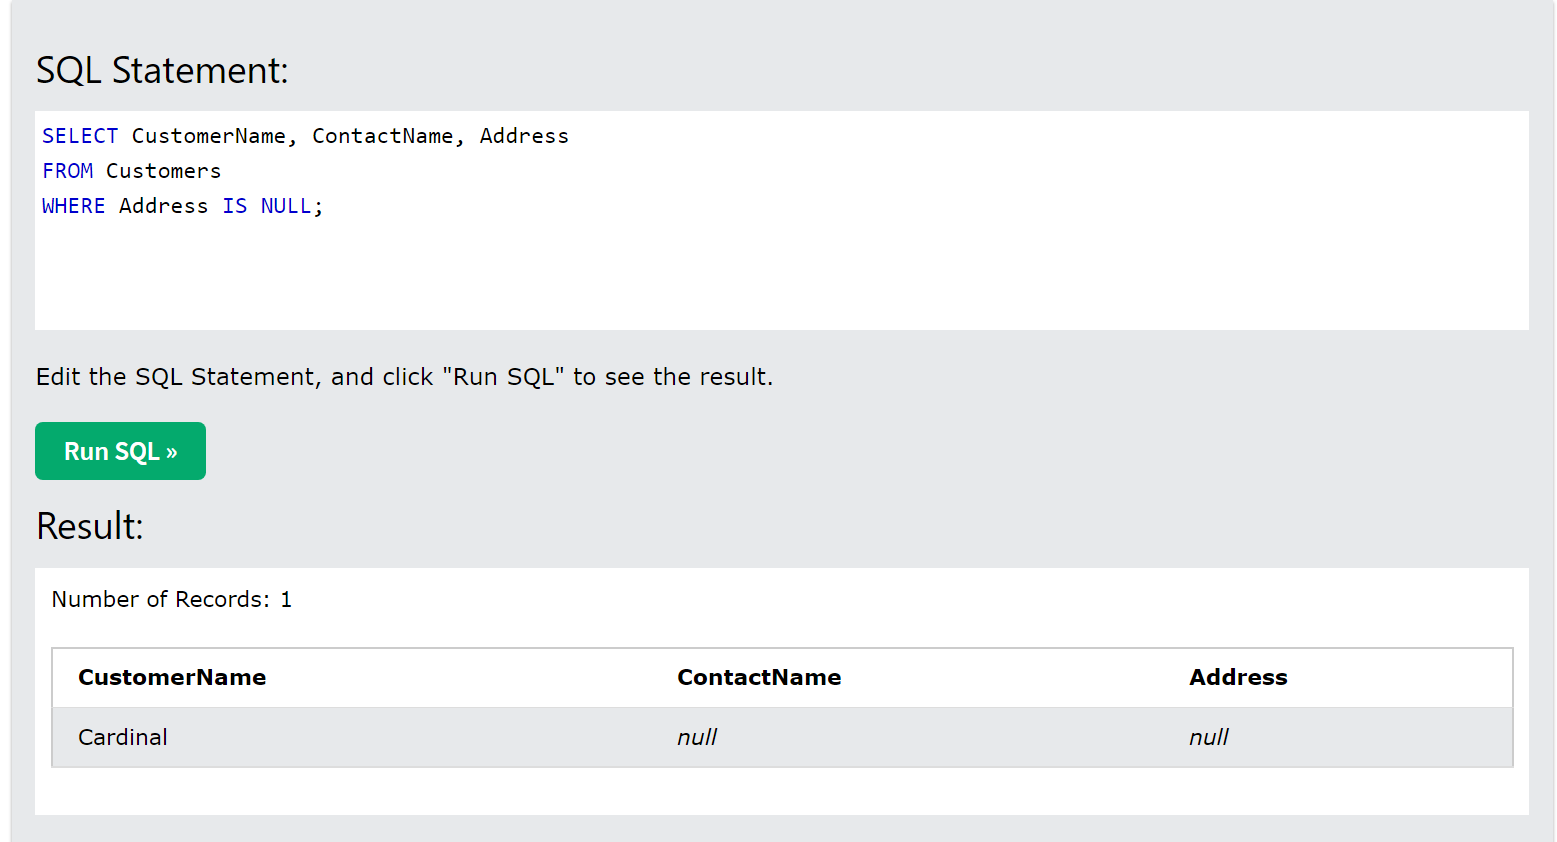 SQL Statement:
SELECT CustomerName, ContactName, Address
FROM Customers
WHERE Address IS NULL;
Edit the SQL Statement, and click "Run SQL" to see the result.
Run SQL »
Result:
Number of Records: 1
CustomerName ContactName Address
Cardinal null null